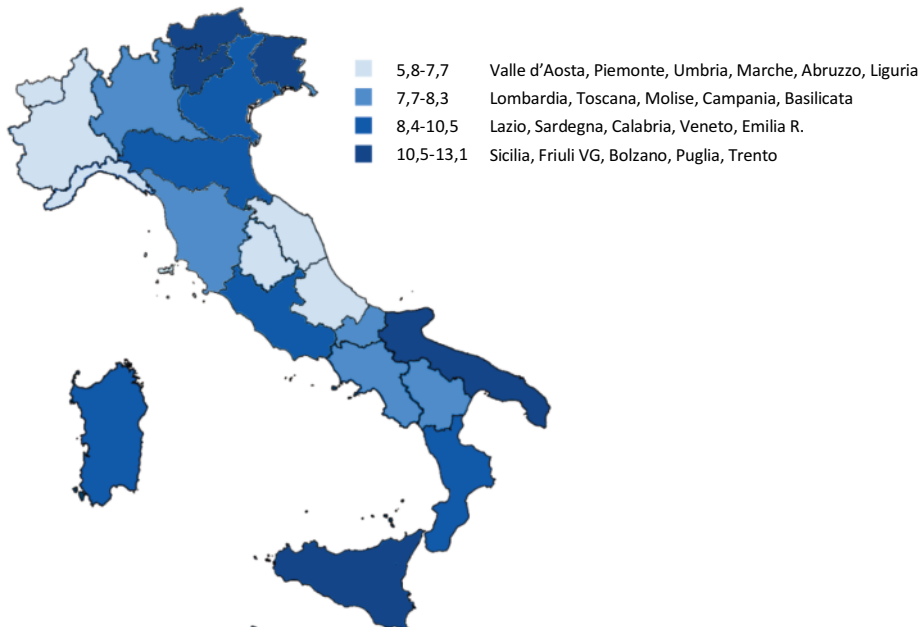 5,8-7,7 Valle d’Aosta, Piemonte, Umbria, Marche, Abruzzo, Liguria
7,7-8,3 Lombardia, Toscana, Molise, Campania, Basilicata
8,4-10,5 Lazio, Sardegna, Calabria, Veneto, Emilia R.
10,5-13,1 Sicilia, Friuli VG, Bolzano, Puglia, Trento